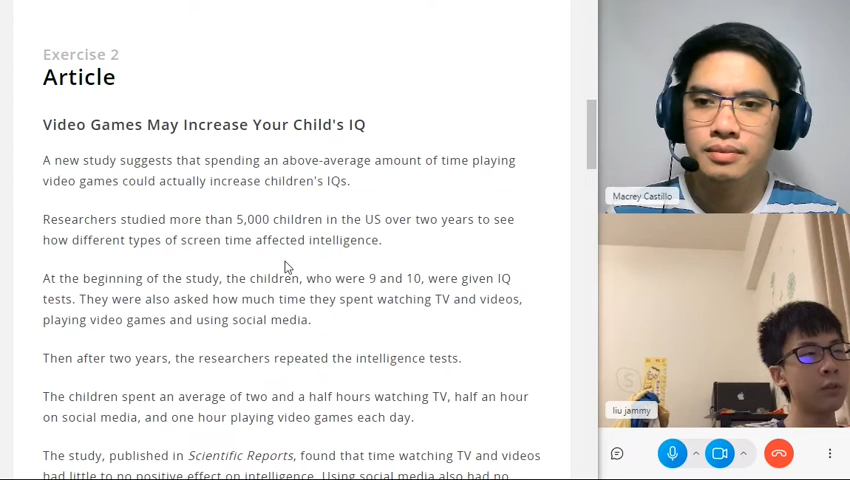 Exercise 2
Article
Video Games May Increase Your Child's IQ
A new study suggests that spending an above-average amount of time playing
video games could actually increase children's IQs.
Researchers studied more than 5,000 children in the US over two years to see
how different types of screen time affected intelligence.
At the beginning of the study, the children, who were 9 and 10, were given IQ
tests. They were also asked how much time they spent watching TV and videos,
playing video games and using social media.
Then after two years, the researchers repeated the intelligence tests.
The children spent an average of two and a half hours watching TV, half an hour
on social media, and one hour playing video games each day.
The study, published in Scientific Reports, found that time watching TV and videos
had little to no positive effect on intelligence. Using social media also had no
Macrey Castillo
S
liu jammy